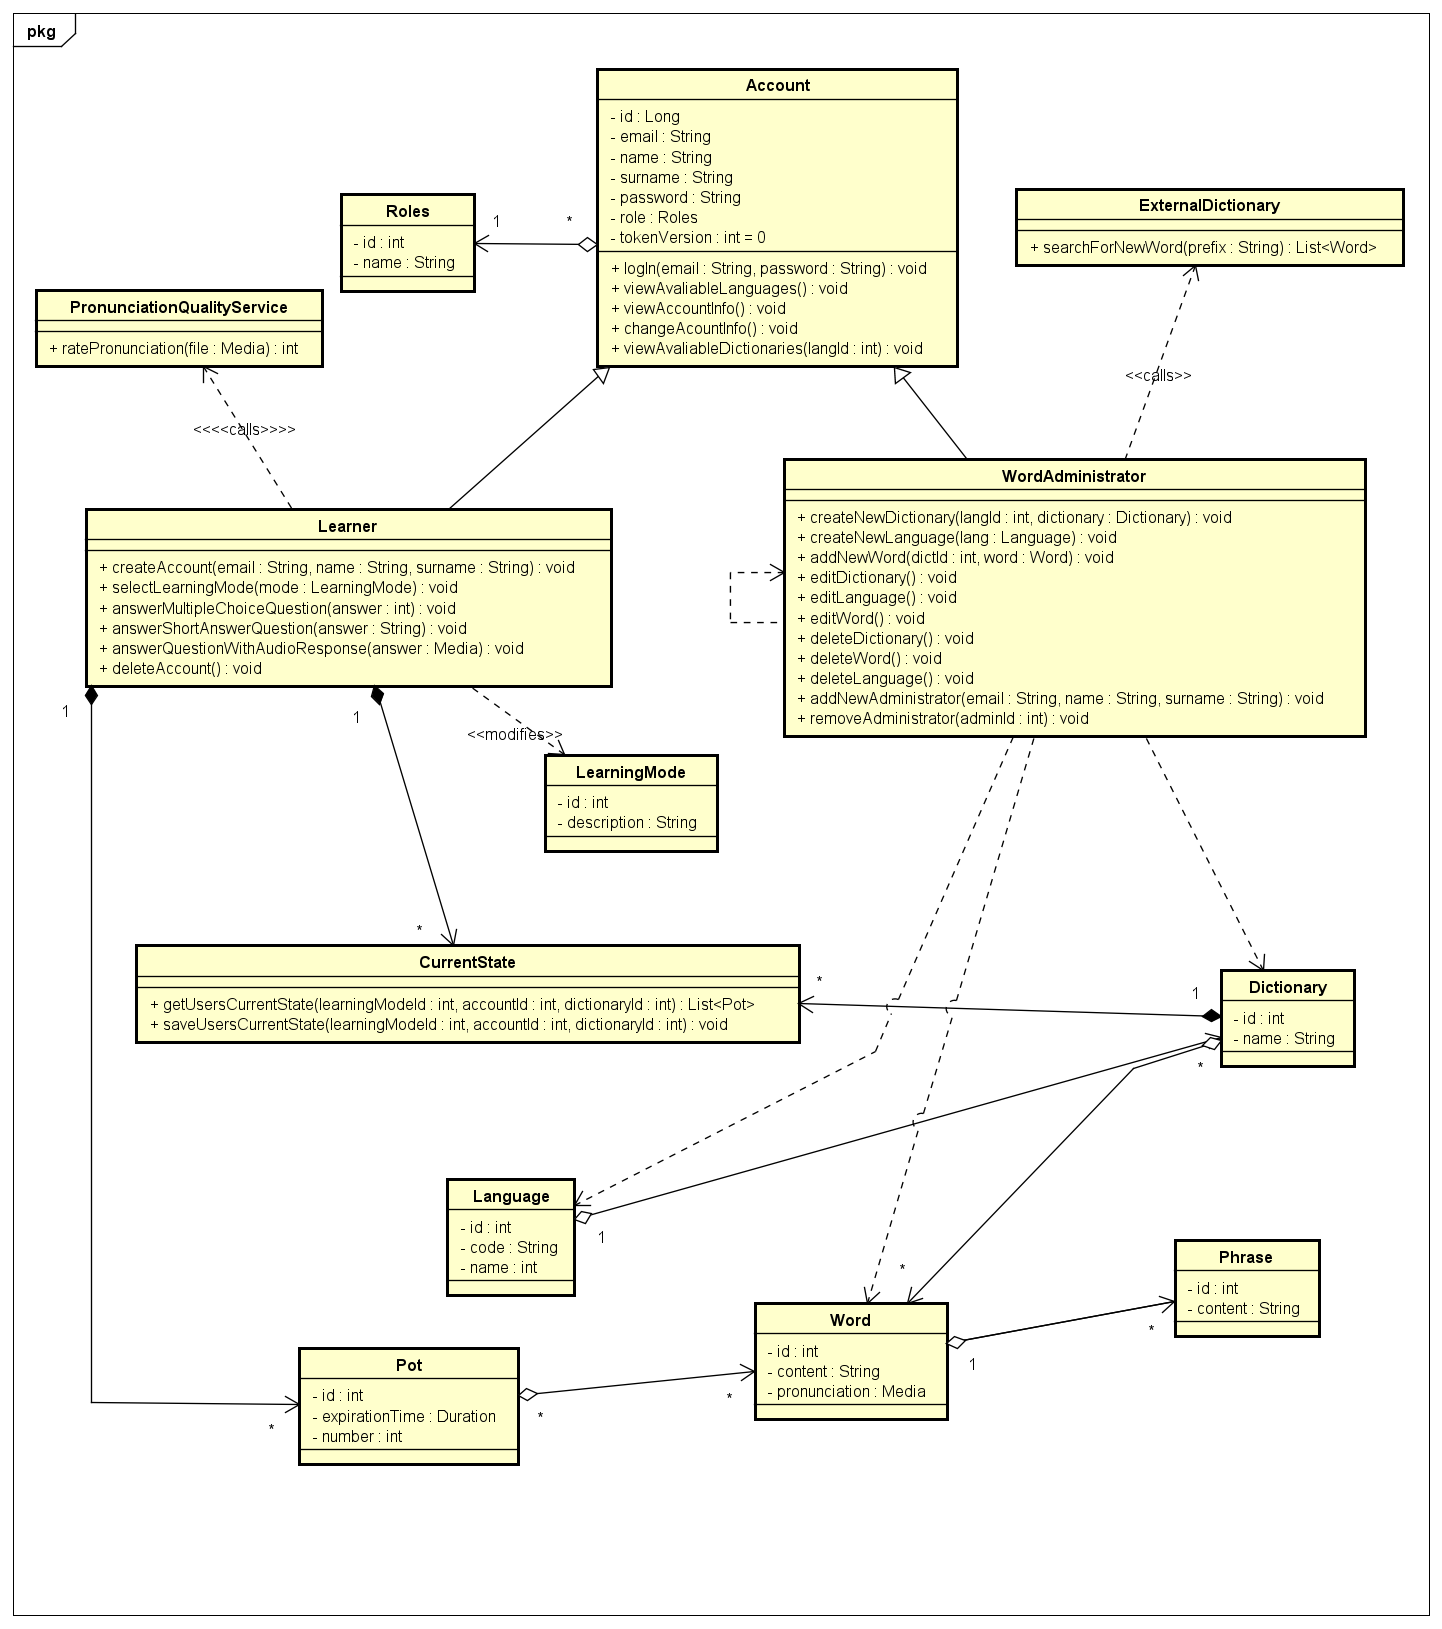 pkg
Account
- id : Long
- email : String
- name : String
- surname : String
- password : String
- role : Roles
- tokenVersion : int = 0
+ logIn(email : String, password : String) : void
+ viewAvaliableLanguages() : void
+ viewAccountInfo() : void
+ changeAcountInfo() : void
+ viewAvaliableDictionaries(langId : int) : void
Roles
- id : int
- name : String
1
*
ExternalDictionary
+ searchForNewWord(prefix : String) : List<Word>
PronunciationQualityService
+ ratePronunciation(file : Media) : int
<<calls>>
<<<<calls>>>>
WordAdministrator
+ createNewDictionary(langId : int, dictionary : Dictionary) : void
+ createNewLanguage(lang : Language) : void
+ addNewWord(dictId : int, word : Word) : void
+ editDictionary() : void
+ editLanguage() : void
+ editWord() : void
+ deleteDictionary() : void
+ deleteWord() : void
+ deleteLanguage() : void
+ addNewAdministrator(email : String, name : String, surname : String) : void
+ removeAdministrator(adminId : int) : void
Learner
+ createAccount(email : String, name : String, surname : String) : void
+ selectLearningMode(mode : LearningMode) : void
+ answerMultipleChoiceQuestion(answer : int) : void
+ answerShortAnswerQuestion(answer : String) : void
+ answerQuestionWithAudioResponse(answer : Media) : void
+ deleteAccount() : void
1
1
<<modifies>>
LearningMode
- id : int
- description : String
*
CurrentState
+ getUsersCurrentState(learningModeId : int, accountId : int, dictionaryId : int) : List<Pot>
+ saveUsersCurrentState(learningModeId : int, accountId : int, dictionaryId : int) : void
*
1
Dictionary
- id : int
- name : String
*
Language
- id : int
- code : String
- name : int
1
*
Phrase
- id : int
- content : String
*
Word
- id : int
- content : String
- pronunciation : Media
1
Pot
- id : int
- expirationTime : Duration
- number : int
*
*
*